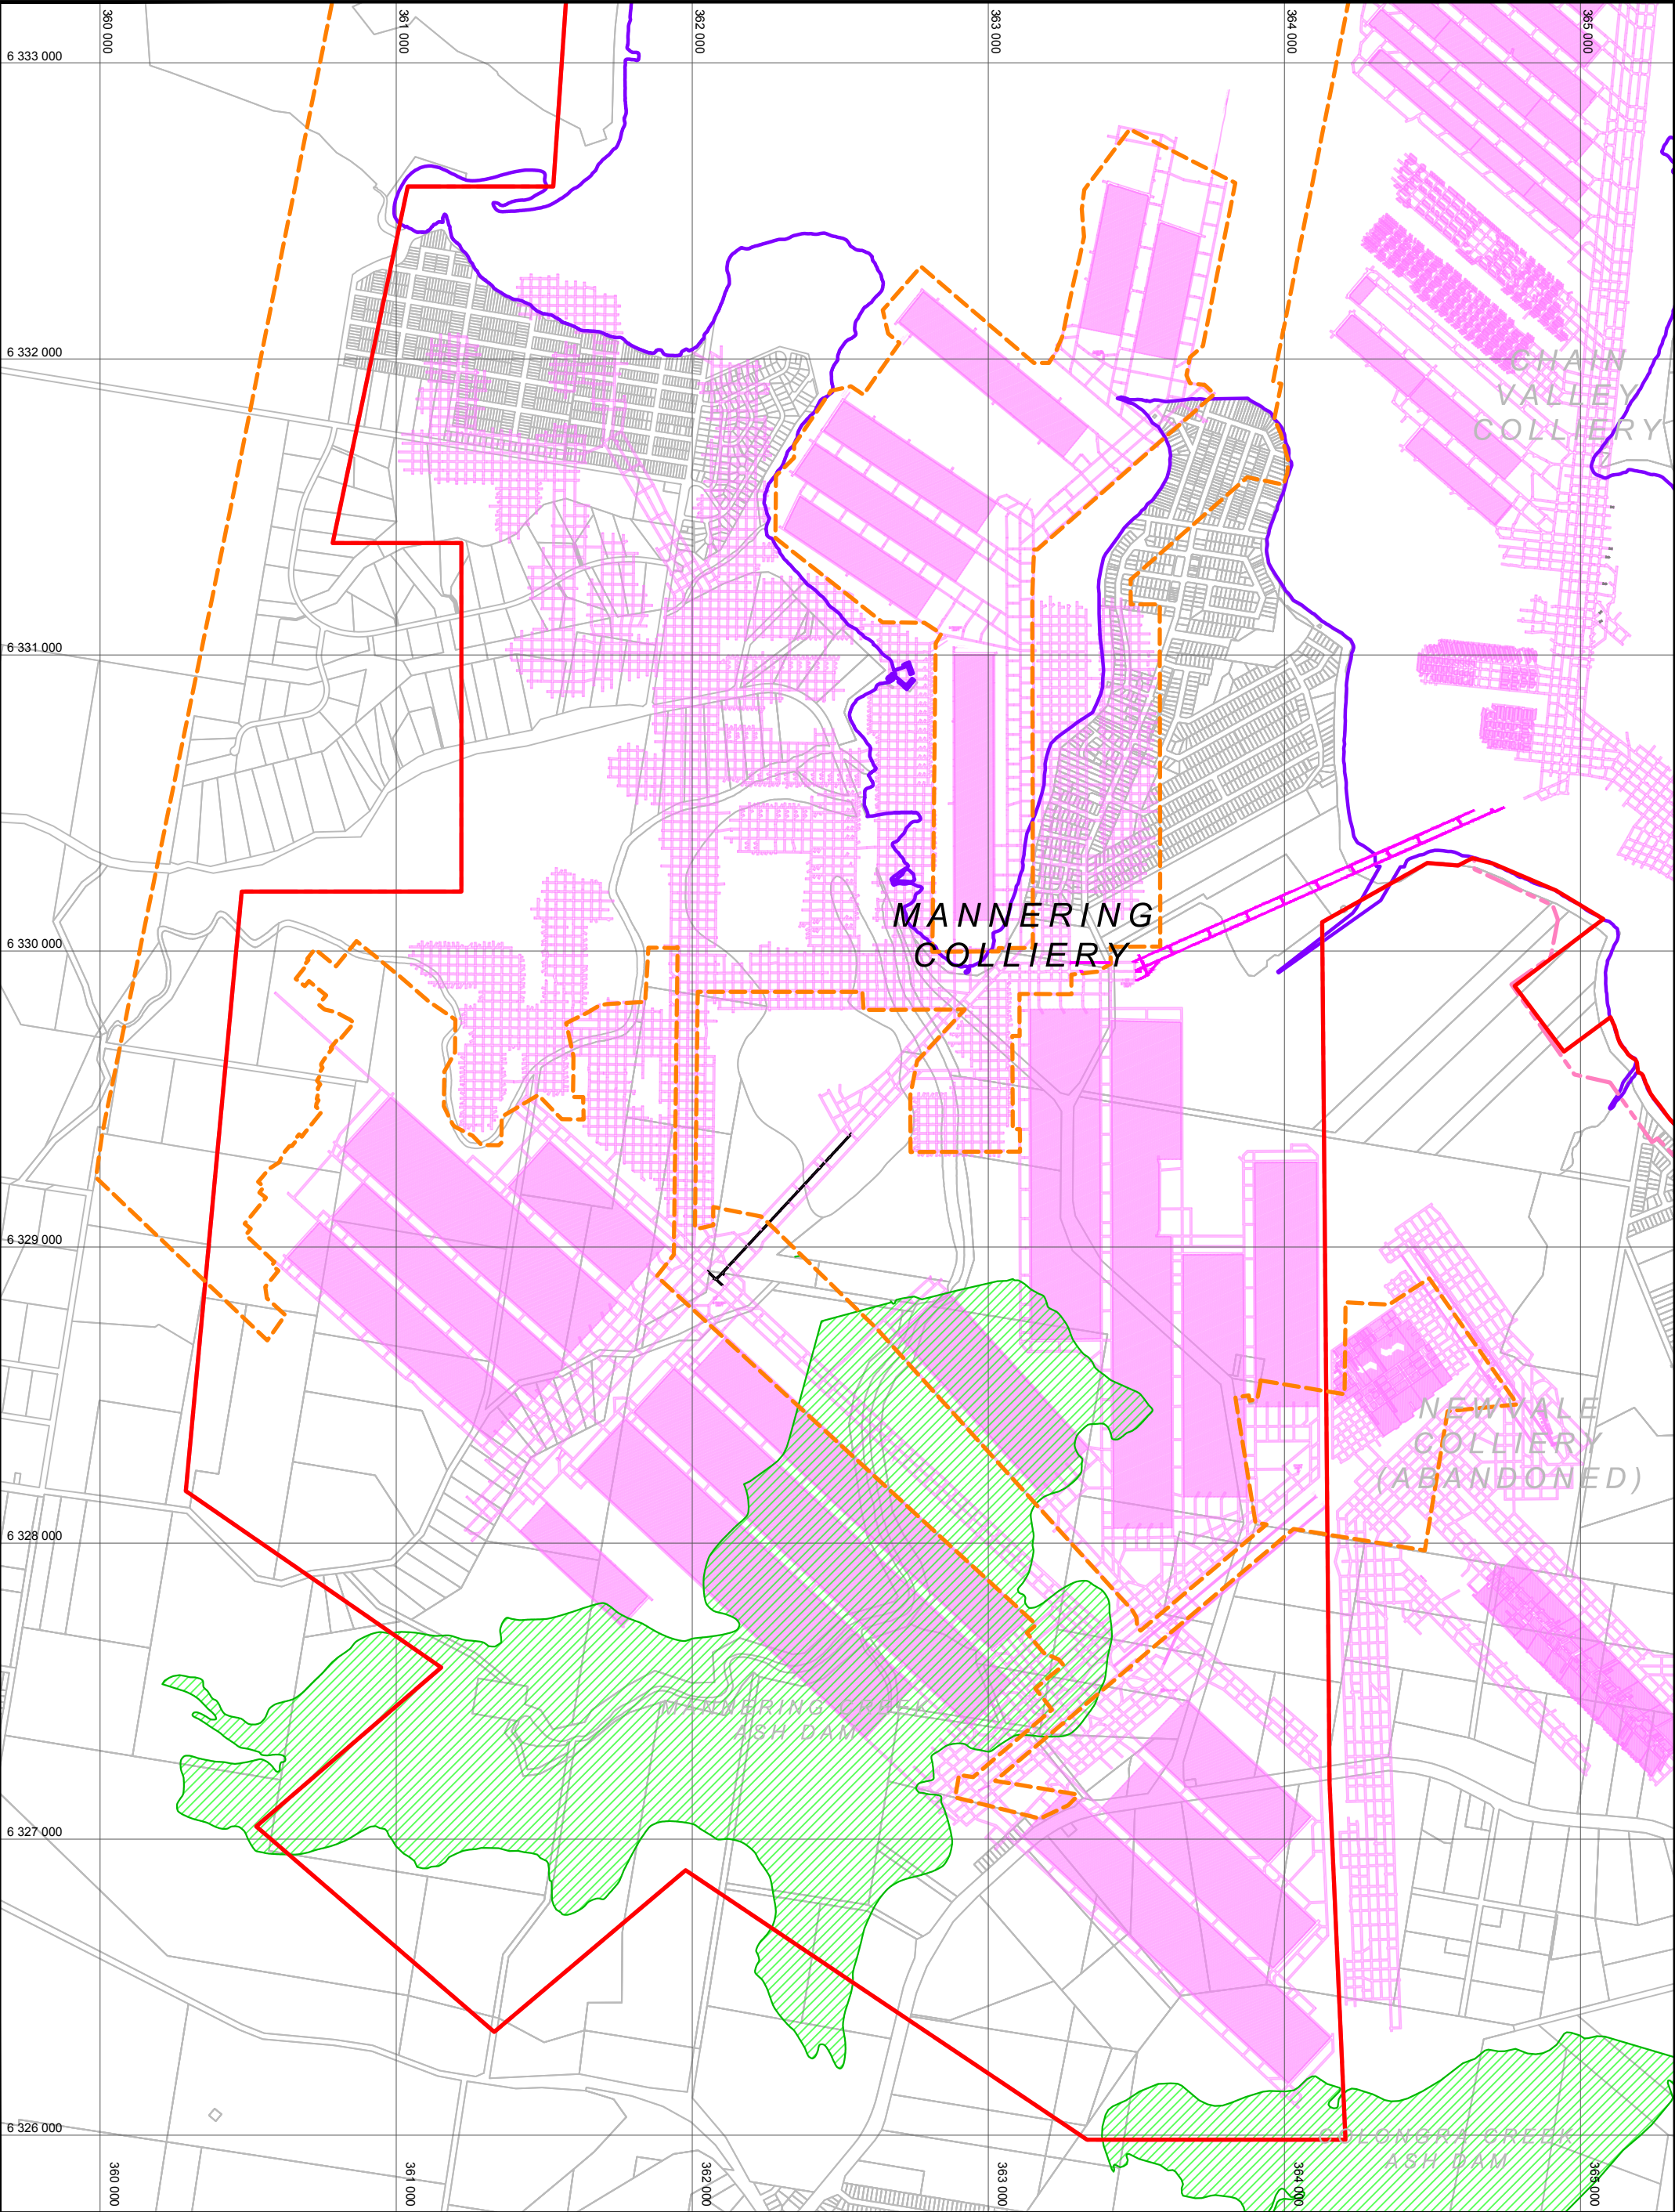 360 000
361 000
362 000
363 000
364 000
365 000
6 333 000
6 332 000
CHAIN
VALLEY
COLLIERY
6 331 000
MANNERING
COLLIERY
6 330 000
6 329 000
NEWVALE
COLLIERY
(ABANDONED)
6 328 000
MANNERING CREEK
ASH DAM
6 327 000
6 326 000
COLONGRA CREEK
ASH DAM
360 000
361 000
362 000
363 000
364 000
365 000